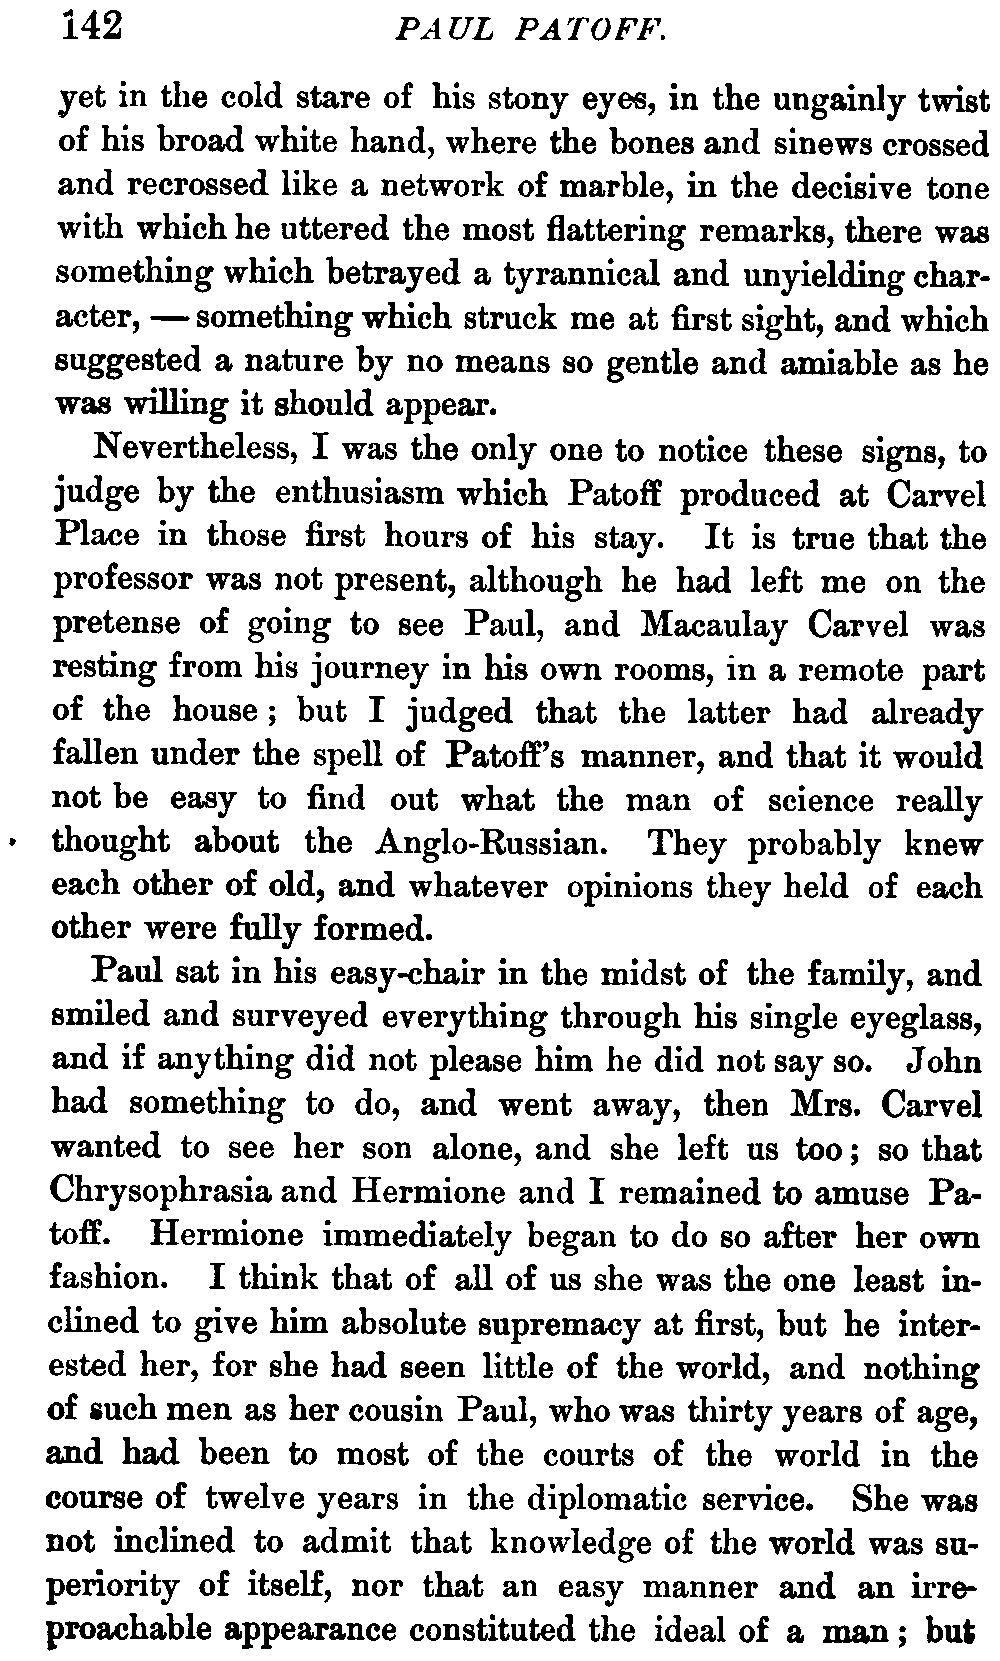 142 PAUL PATOFF.
yet in the cold stare of his stony eyes, in the ungainly twist
of his broad white hand, where the bones and sinews crossed
and recrossed like a network of marble, in the decisive tone
with which he uttered the most flattering remarks, there was
something which betrayed a tyrannical and unyielding char-
acter, — something which struck me at first sight, and which
suggested a nature by no means so gentle and amiable as he
was willing it should appear.
Nevertheless, I was the only one to notice these signs, to
judge by the enthusiasm which Patoff produced at Carvel
Place in those first hours of his stay. It is true that the
professor was not present, although he had left me on the
pretense of going to see Paul, and Macaulay Carvel was
resting from his journey in his own rooms, in a remote part
of the house; but I judged that the latter had already
fallen under the spell of Patoff's manner, and that it would
not be easy to find out what the man of science really
thought about the Anglo-Russian. They probably knew
each other of old, and whatever opinions they held of each
other were fully formed.
Paul sat in his easy-chair in the midst of the family, and
smiled and surveyed everything through his single eyeglass,
and if anything did not please him he did not say so. John
had something to do, and went away, then Mrs. Carvel
wanted to see her son alone, and she left us too; so that
Chrysophrasia and Hermione and I remained to amuse Pa-
toff. Hermione immediately began to do so after her own
fashion. I think that of all of us she was the one least in-
clined to give him absolute supremacy at first, but he inter-
ested her, for she had seen little of the world, and nothing
of such men as her cousin Paul, who was thirty years of age,
and had been to most of the courts of the world in the
course of twelve years in the diplomatic service. She was
not inclined to admit that knowledge of the world was su-
periority of itself, nor that an easy manner and an irre-
proachable appearance constituted the ideal of a man; but